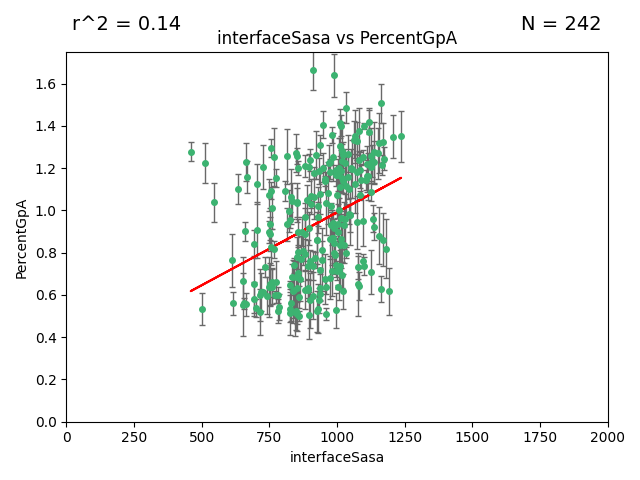 r^2 = 0.14
N = 242
interfaceSasa vs PercentGpA
PercentGpA
1.6
1.4
1.2
1.0
0.8
0.6
0.4
0.2
0.0
0 250 500 750 1000 1250 1500 1750 2000
interfaceSasa